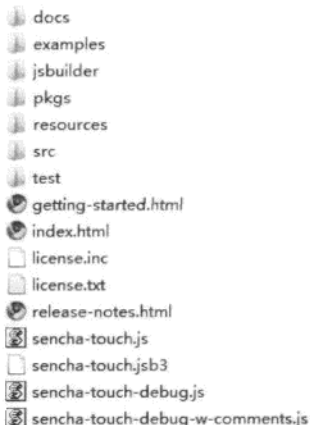 docs
examples
jsbuilder
pkgs
resources
src
test
getting-started.html
index.html
license.inc
license.txt
release-notes.html
sencha-touch.js
sencha-touch.jsb3
sencha-touch-debug.js
sencha-touch-debug-w-comments.js